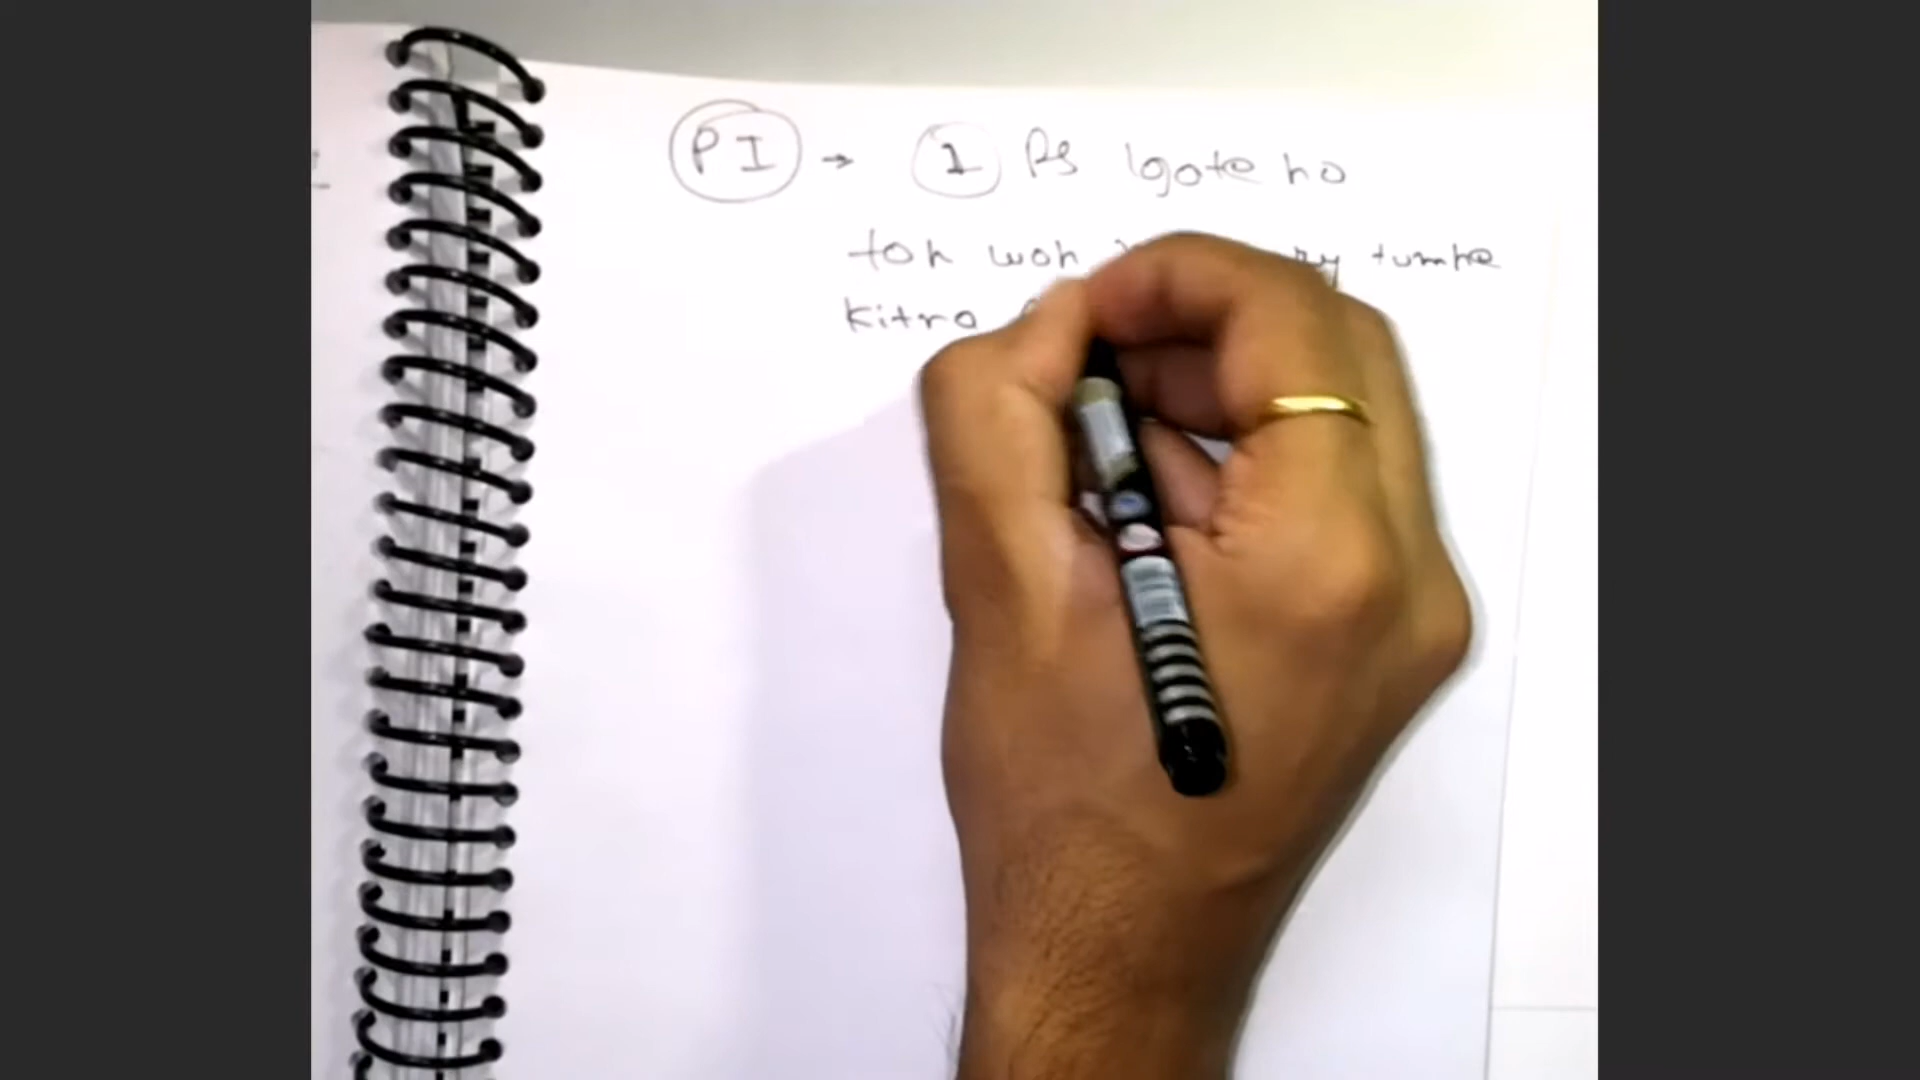 PI → 1 Rs lgate ho
toh woh tumhe
kitna